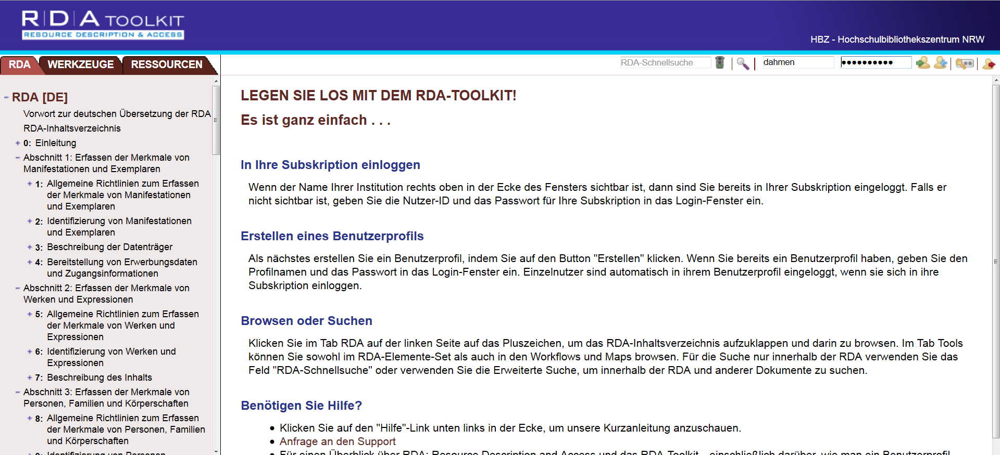 R|D|A TOOLKIT
RESOURCE DESCRIPTION & ACCESS
HBZ - Hochschulbibliothekszentrum NRW
RDA
WERKZEUGE
RESSOURCEN
RDA-Schnellsuche
dahmen
RDA [DE]
Vorwort zur deutschen Übersetzung der RDA
RDA-Inhaltsverzeichnis
0: Einleitung
Abschnitt 1: Erfassen der Merkmale von
Manifestationen und Exemplaren
1: Allgemeine Richtlinien zum Erfassen
der Merkmale von Manifestationen
und Exemplaren
2: Identifizierung von Manifestationen
und Exemplaren
3: Beschreibung der Datenträger
4: Bereitstellung von Erwerbungsdaten
und Zugangsinformationen
Abschnitt 2: Erfassen der Merkmale von
Werken und Expressionen
5: Allgemeine Richtlinien zum Erfassen
der Merkmale von Werken und
Expressionen
6: Identifizierung von Werken und
Expressionen
7: Beschreibung des Inhalts
Abschnitt 3: Erfassen der Merkmale von
Personen, Familien und Körperschaften
8: Allgemeine Richtlinien zum Erfassen
der Merkmale von Personen, Familien
und Körperschaften
9: Identifizierung von Personen
LEGEN SIE LOS MIT DEM RDA-TOOLKIT!
Es ist ganz einfach . . .
In Ihre Subskription einloggen
Wenn der Name Ihrer Institution rechts oben in der Ecke des Fensters sichtbar ist, dann sind Sie bereits in Ihrer Subskription eingeloggt. Falls er
nicht sichtbar ist, geben Sie die Nutzer-ID und das Passwort für Ihre Subskription in das Login-Fenster ein.
Erstellen eines Benutzerprofils
Als nächstes erstellen Sie ein Benutzerprofil, indem Sie auf den Button "Erstellen" klicken. Wenn Sie bereits ein Benutzerprofil haben, geben Sie den
Profilnamen und das Passwort in das Login-Fenster ein. Einzelnutzer sind automatisch in ihrem Benutzerprofil eingeloggt, wenn sie sich in ihre
Subskription einloggen.
Browsen oder Suchen
Klicken Sie im Tab RDA auf der linken Seite auf das Pluszeichen, um das RDA-Inhaltsverzeichnis aufzuklappen und darin zu browsen. Im Tab Tools
können Sie sowohl im RDA-Elemente-Set als auch in den Workflows und Maps browsen. Für die Suche nur innerhalb der RDA verwenden Sie das
Feld "RDA-Schnellsuche" oder verwenden Sie die Erweiterte Suche, um innerhalb der RDA und anderer Dokumente zu suchen.
Benötigen Sie Hilfe?
• Klicken Sie auf den "Hilfe"-Link unten links in der Ecke, um unsere Kurzanleitung anzuschauen.
• Anfrage an den Support
• Für einen Überblick über RDA: Resource Description and Access und das RDA-Toolkit - einschließlich darüber, wie man ein Benutzerprofil